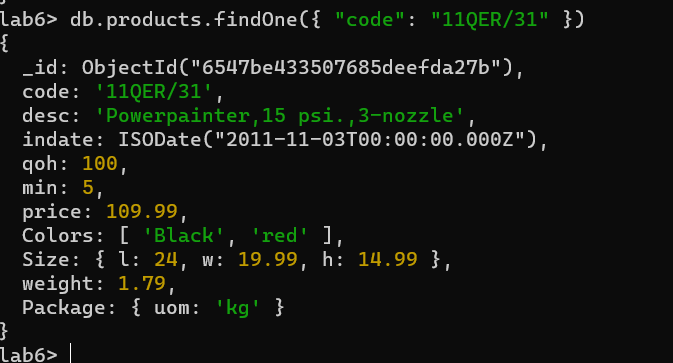 lab6> db.products.findOne({ "code": "11QER/31" })
{
  _id: ObjectId("6547be433507685deefda27b"),
  code: '11QER/31',
  desc: 'Powerpainter,15 psi.,3-nozzle',
  indate: ISODate("2011-11-03T00:00:00.000Z"),
  qoh: 100,
  min: 5,
  price: 109.99,
  Colors: [ 'Black', 'red' ],
  Size: { l: 24, w: 19.99, h: 14.99 },
  weight: 1.79,
  Package: { uom: 'kg' }
}
lab6>